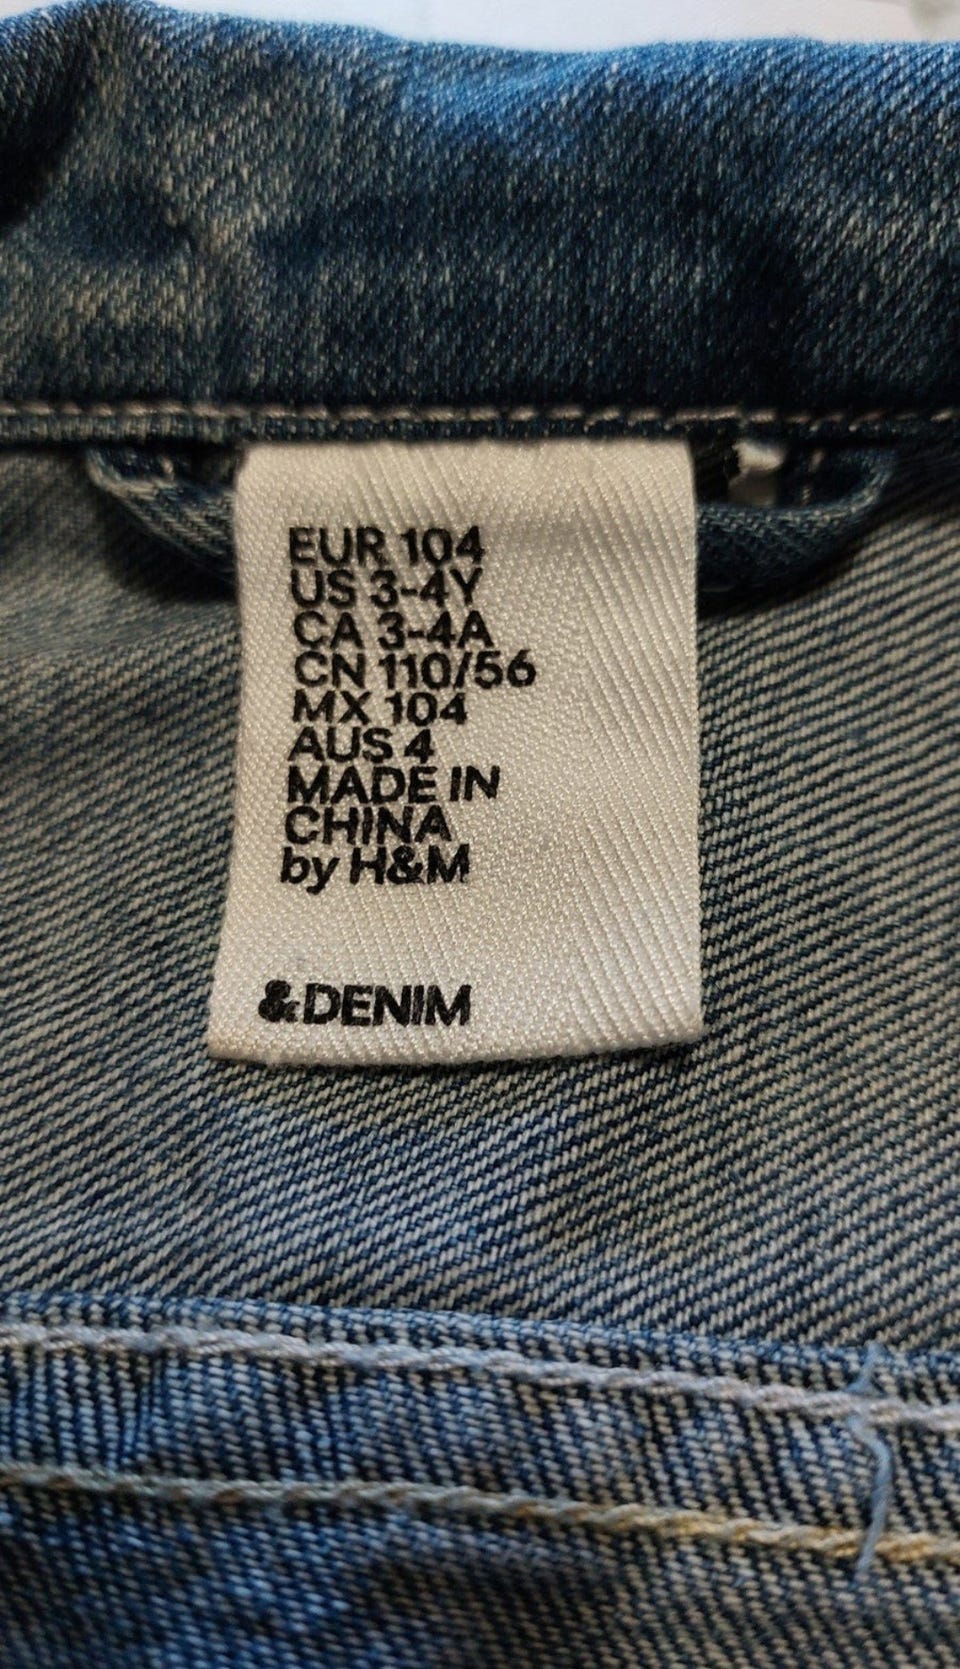 EUR 104
US 3-4Y
CA 3-4A
CN 110/56
MX 104
AUS 4
MADE IN
CHINA
by H&M
&DENIM